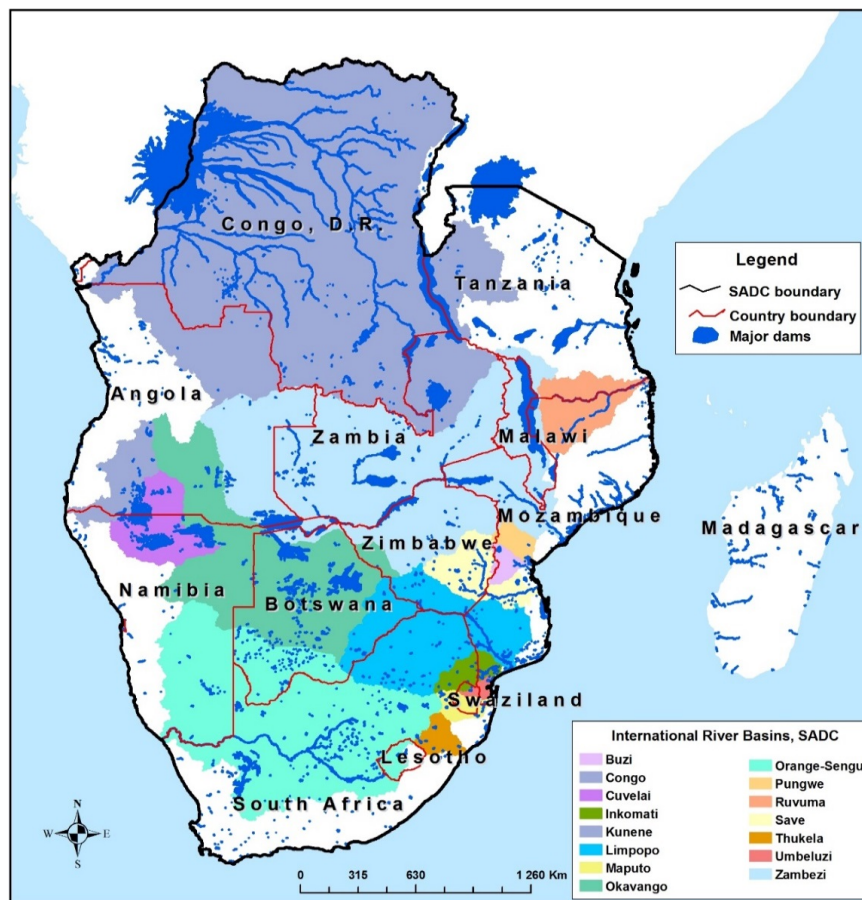 Congo, D.R.
Tanzania
Legend
SADC boundary
Country boundary
Major dams
Angola
Zambia
Malawi
Mozambique
Madagascar
Zimbabwe
Namibia
Botswana
Swaziland
Lesotho
South Africa
N
W E
S
0 315 630 1 260 Km
International River Basins, SADC
Buzi
Congo
Cuvelai
Inkomati
Kunene
Limpopo
Maputo
Okavango
Orange-Sengu
Pungwe
Ruvuma
Save
Thukela
Umbeluzi
Zambezi